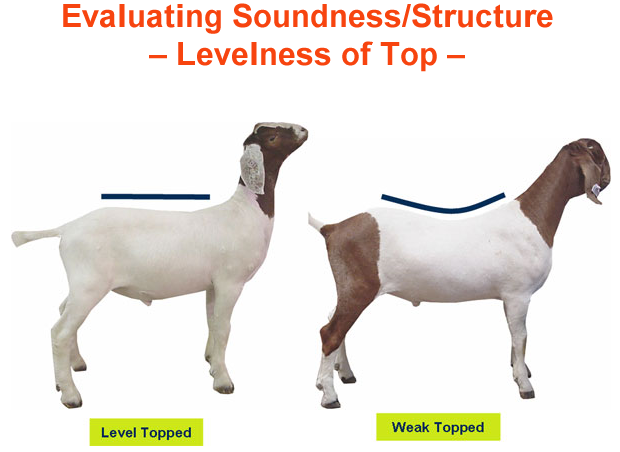 Evaluating Soundness/Structure
– Levelness of Top –
Level Topped
Weak Topped